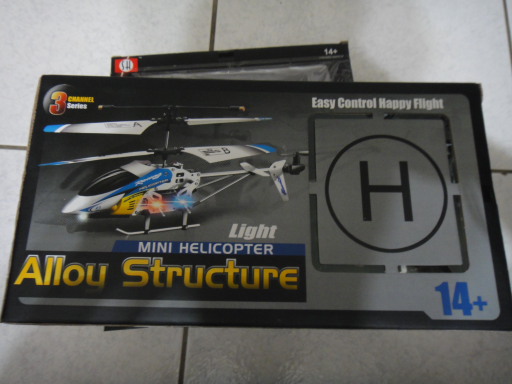 14+
3 CHANNEL
Series
Easy Control Happy Flight
A
B
H
Light
MINI HELICOPTER
Alloy Structure
14+